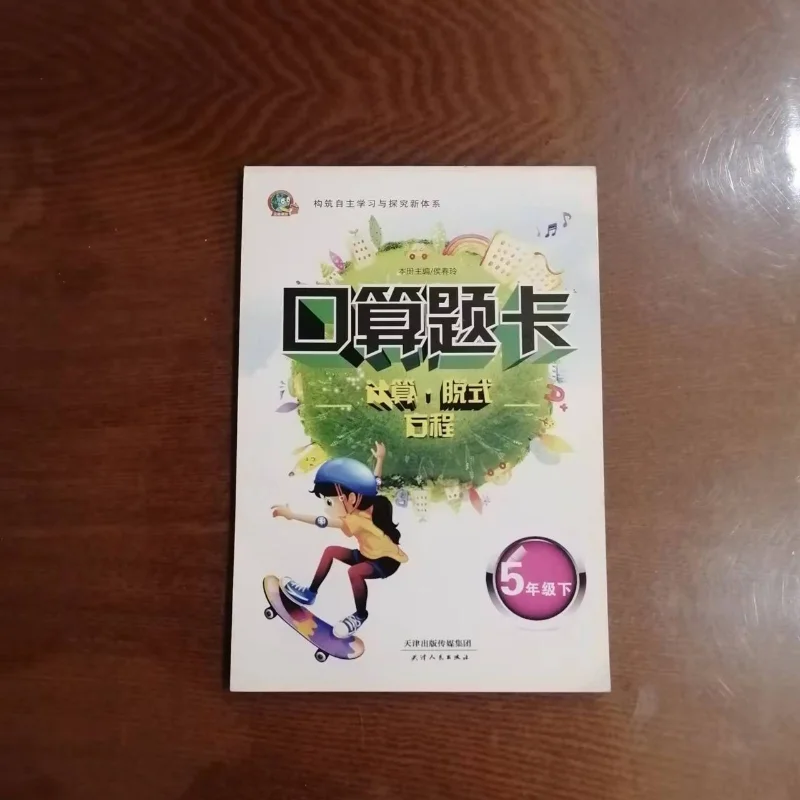 构筑自主学习与探究新体系
本册主编/侯春玲
口算题卡
计算·脱式
方程
A+
5年级下
天津出版传媒集团
天津人民出版社